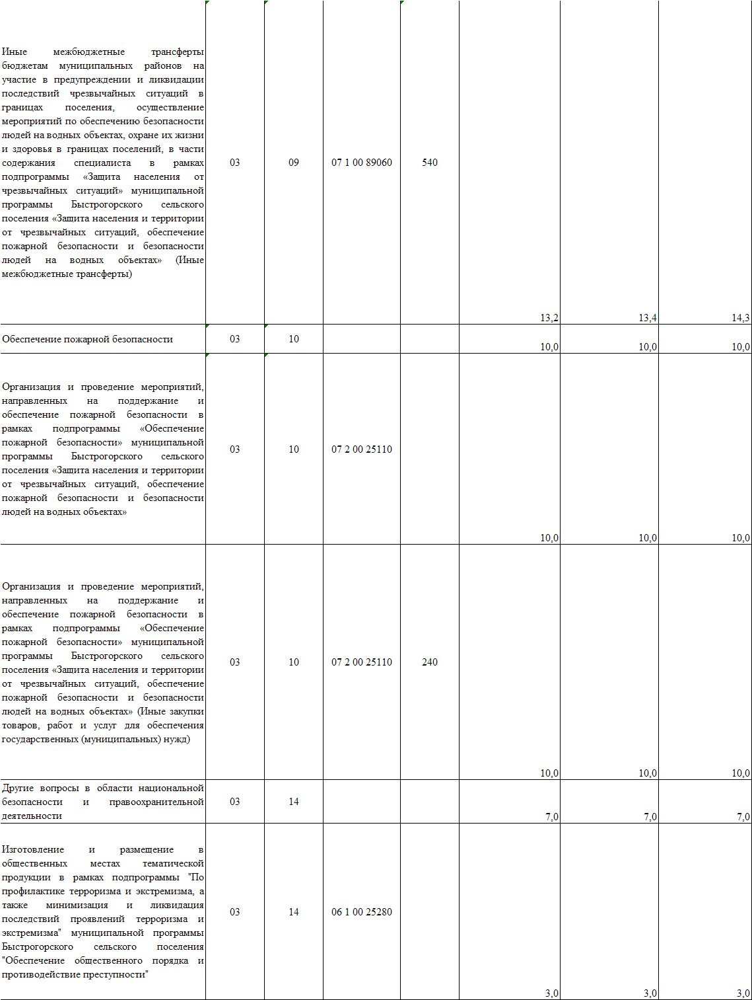 Иные межбюджетные трансферты
бюджетам муниципальных районов на
участие в предупреждении и ликвидации
последствий чрезвычайных ситуаций в
границах поселения, осуществление
мероприятий по обеспечению безопасности
людей на водных объектах, охране их жизни
и здоровья в границах поселений, в части
содержания специалиста в рамках
подпрограммы «Защита населения от
чрезвычайных ситуаций» муниципальной
программы Быстрогорского сельского
поселения «Защита населения и территории
от чрезвычайных ситуаций, обеспечение
пожарной безопасности и безопасности
людей на водных объектах» (Иные
межбюджетные трансферты)
03 09 07 1 00 89060 540
13,2 13,4 14,3
Обеспечение пожарной безопасности 03 10
10,0 10,0 10,0
Организация и проведение мероприятий,
направленных на поддержание и
обеспечение пожарной безопасности в
рамках подпрограммы «Обеспечение
пожарной безопасности» муниципальной
программы Быстрогорского сельского
поселения «Защита населения и территории
от чрезвычайных ситуаций, обеспечение
пожарной безопасности и безопасности
людей на водных объектах»
03 10 07 2 00 25110
10,0 10,0 10,0
Организация и проведение мероприятий,
направленных на поддержание и
обеспечение пожарной безопасности в
рамках подпрограммы «Обеспечение
пожарной безопасности» муниципальной
программы Быстрогорского сельского
поселения «Защита населения и территории
от чрезвычайных ситуаций, обеспечение
пожарной безопасности и безопасности
людей на водных объектах» (Иные закупки
товаров, работ и услуг для обеспечения
государственных (муниципальных) нужд)
03 10 07 2 00 25110 240
10,0 10,0 10,0
Другие вопросы в области национальной
безопасности и правоохранительной
деятельности
03 14
7,0 7,0 7,0
Изготовление и размещение в
общественных местах тематической
продукции в рамках подпрограммы "По
профилактике терроризма и экстремизма, а
также минимизация и ликвидация
последствий проявлений терроризма и
экстремизма" муниципальной программы
Быстрогорского сельского поселения
"Обеспечение общественного порядка и
противодействие преступности"
03 14 06 1 00 25280
3,0 3,0 3,0